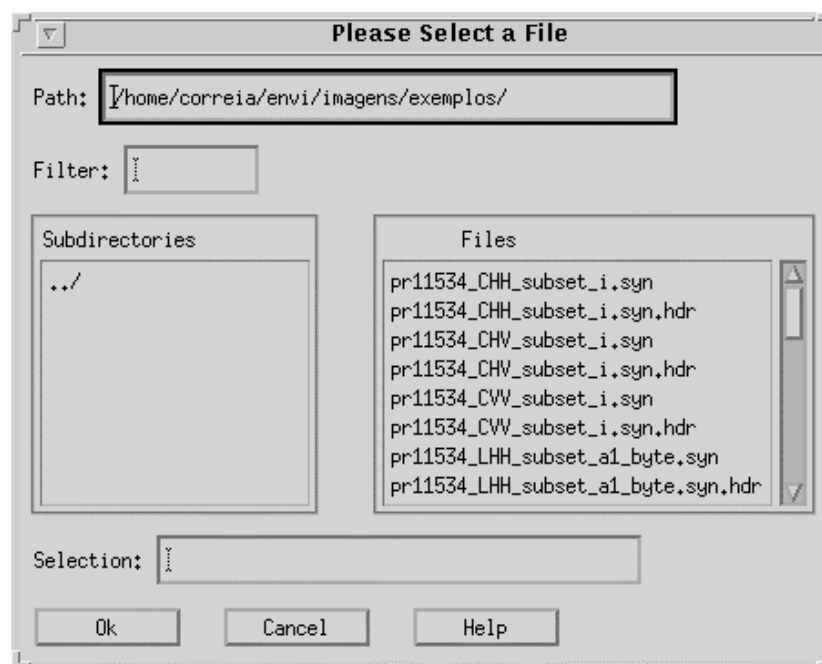 Please Select a File
Path: /home/correia/envi/imagens/exemplos/
Filter:
Subdirectories
../
Files
pr11534_CHH_subset_i.syn
pr11534_CHH_subset_i.syn.hdr
pr11534_CHV_subset_i.syn
pr11534_CHV_subset_i.syn.hdr
pr11534_CVV_subset_i.syn
pr11534_CVV_subset_i.syn.hdr
pr11534_LHH_subset_a1_byte.syn
pr11534_LHH_subset_a1_byte.syn.hdr
Selection:
Ok Cancel Help